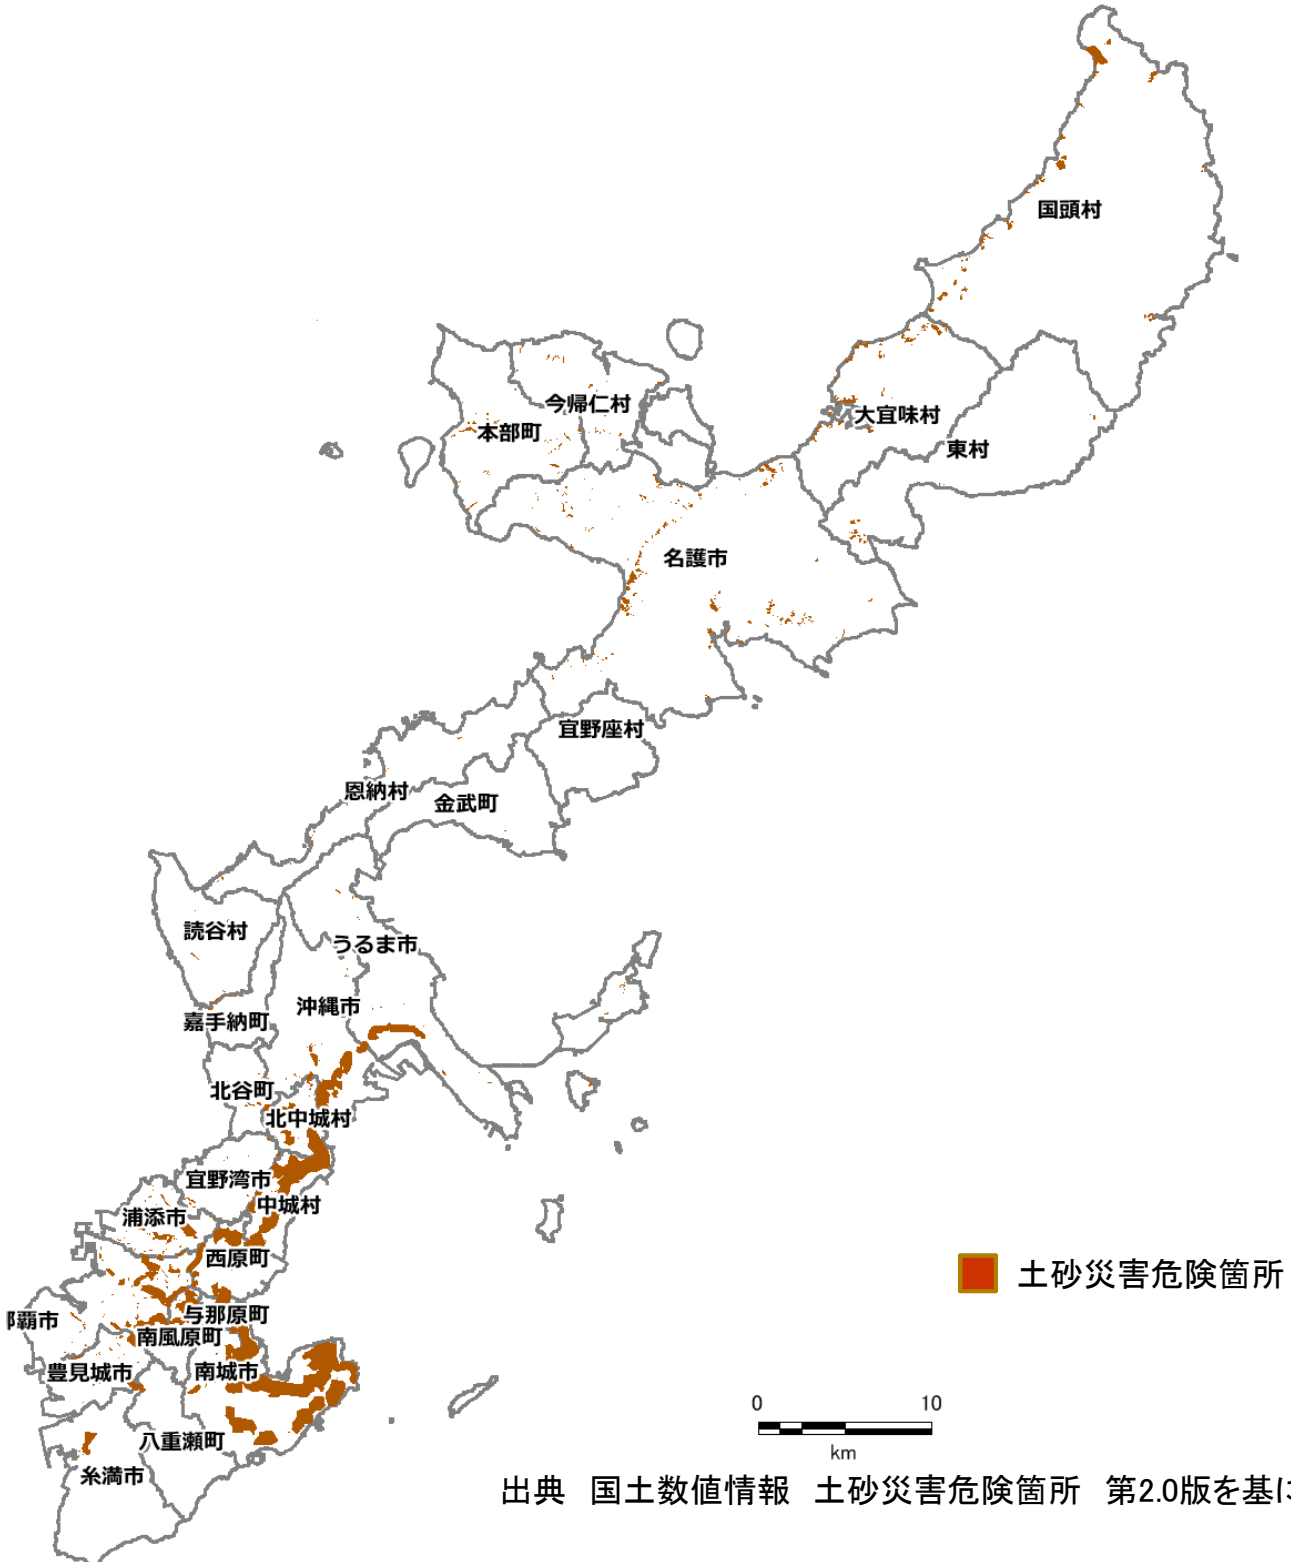 国頭村
今帰仁村
大宜味村
本部町
東村
名護市
宜野座村
恩納村
金武町
読谷村
うるま市
沖縄市
嘉手納町
北谷町
北中城村
宜野湾市
中城村
浦添市
西原町
土砂災害危険箇所
与那原町
那覇市
南風原町
豊見城市
南城市
0 10
km
八重瀬町
糸満市
出典 国土数値情報 土砂災害危険箇所 第2.0版を基に